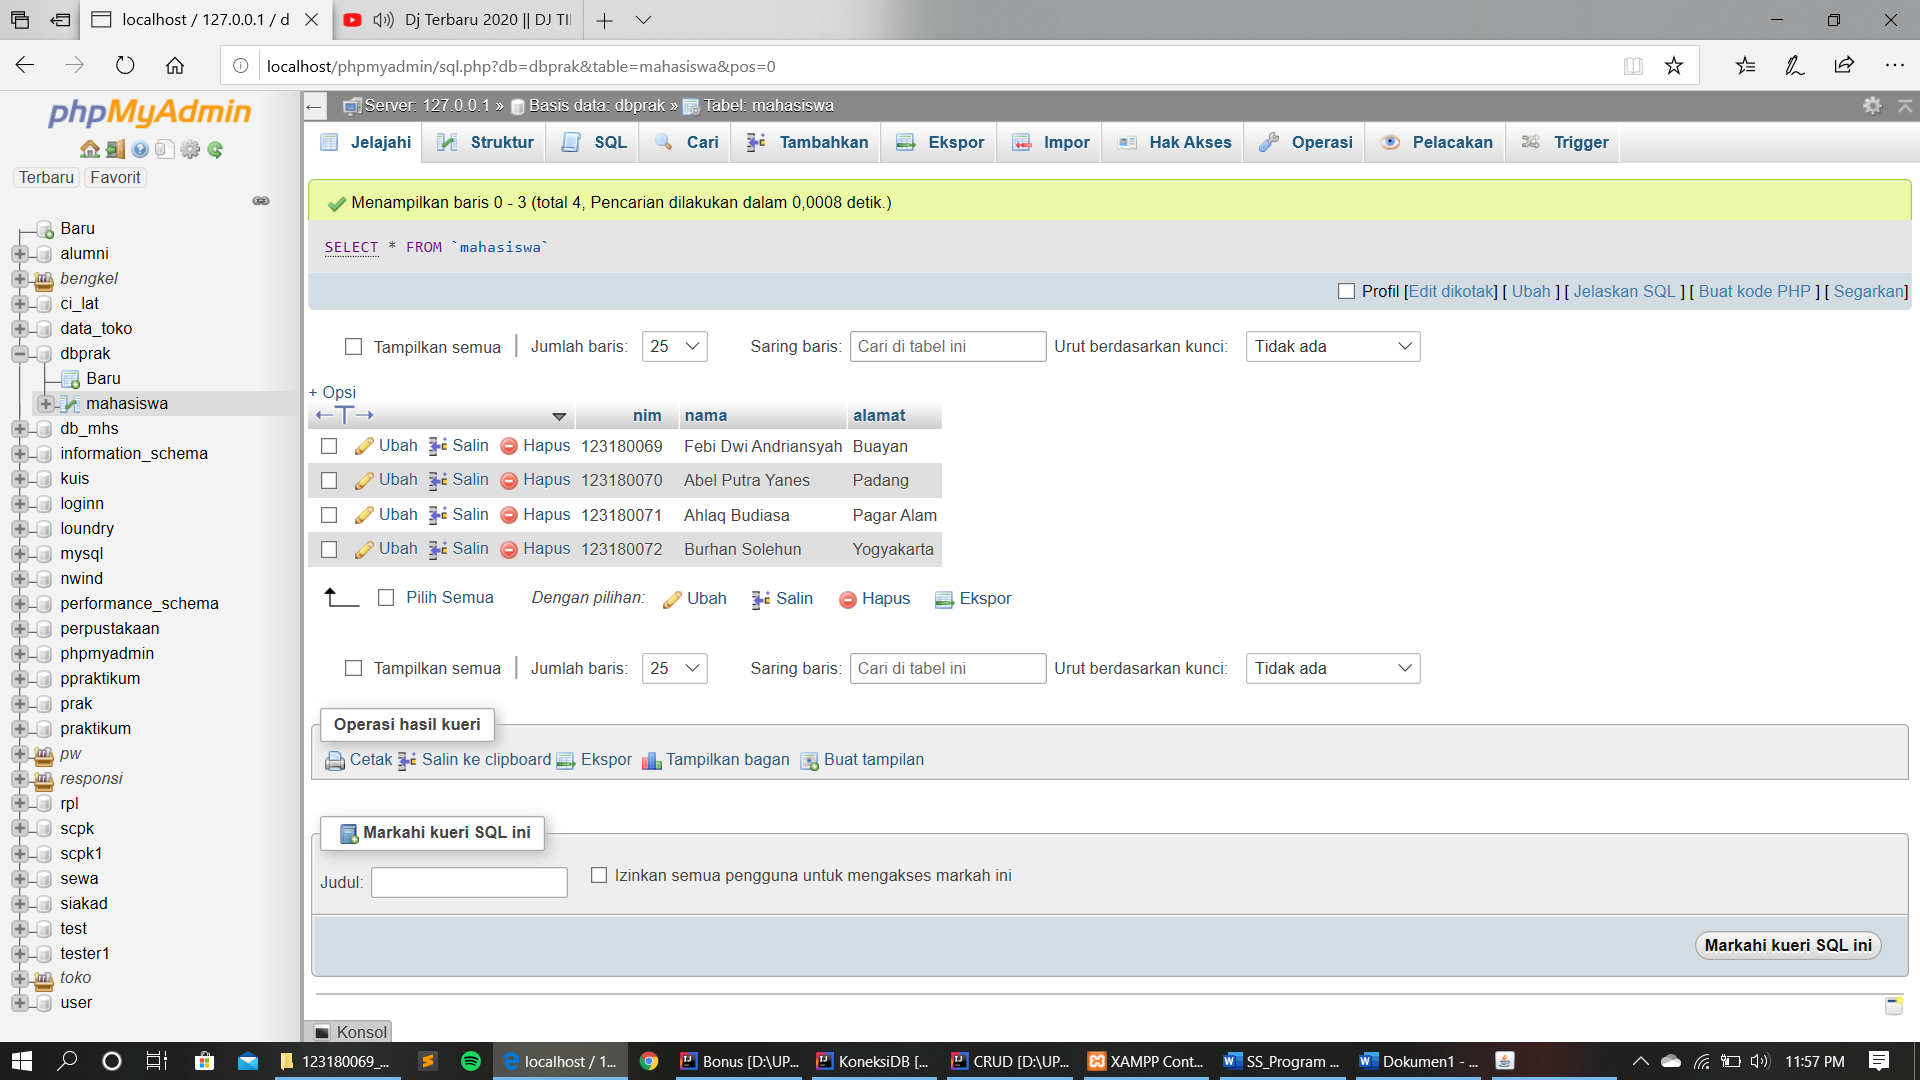 localhost / 127.0.0.1 / d
Dj Terbaru 2020 || DJ TI
localhost/phpmyadmin/sql.php?db=dbprak&table=mahasiswa&pos=0
phpMyAdmin
Terbaru Favorit
Baru
alumni
bengkel
ci_lat
data_toko
dbprak
Baru
mahasiswa
db_mhs
information_schema
kuis
loginn
loundry
mysql
nwind
performance_schema
perpustakaan
phpmyadmin
ppraktikum
prak
praktikum
pw
responsi
rpl
scpk
scpk1
sewa
siakad
test
tester1
toko
user
Server: 127.0.0.1 » Basis data: dbprak » Tabel: mahasiswa
Jelajahi Struktur SQL Cari Tambahkan Ekspor Impor Hak Akses Operasi Pelacakan Trigger
Menampilkan baris 0 - 3 (total 4, Pencarian dilakukan dalam 0,0008 detik.)
SELECT * FROM `mahasiswa`
Profil [Edit dikotak] [ Ubah ] [ Jelaskan SQL ] [ Buat kode PHP ] [ Segarkan]
Tampilkan semua | Jumlah baris: 25 Saring baris: Cari di tabel ini Urut berdasarkan kunci: Tidak ada
+ Opsi
←T→ nim nama alamat
Ubah Salin Hapus 123180069 Febi Dwi Andriansyah Buayan
Ubah Salin Hapus 123180070 Abel Putra Yanes Padang
Ubah Salin Hapus 123180071 Ahlaq Budiasa Pagar Alam
Ubah Salin Hapus 123180072 Burhan Solehun Yogyakarta
Pilih Semua Dengan pilihan: Ubah Salin Hapus Ekspor
Tampilkan semua | Jumlah baris: 25 Saring baris: Cari di tabel ini Urut berdasarkan kunci: Tidak ada
Operasi hasil kueri
Cetak Salin ke clipboard Ekspor Tampilkan bagan Buat tampilan
Markahi kueri SQL ini
Judul: Izinkan semua pengguna untuk mengakses markah ini
Markahi kueri SQL ini
Konsol
123180069_... localhost / 1... Bonus [D:\UP... KoneksiDB [... CRUD [D:\UP... XAMPP Cont... SS_Program ... Dokumen1 - ... 11:57 PM